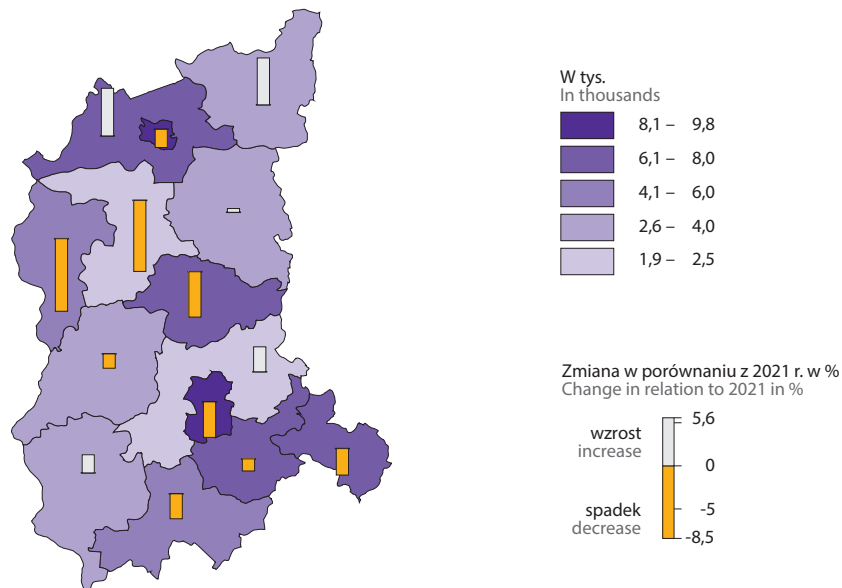 W tys.
In thousands
8,1 – 9,8
6,1 – 8,0
4,1 – 6,0
2,6 – 4,0
1,9 – 2,5
Zmiana w porównaniu z 2021 r. w %
Change in relation to 2021 in %
5,6
wzrost
increase
0
spadek
decrease
-5
-8,5